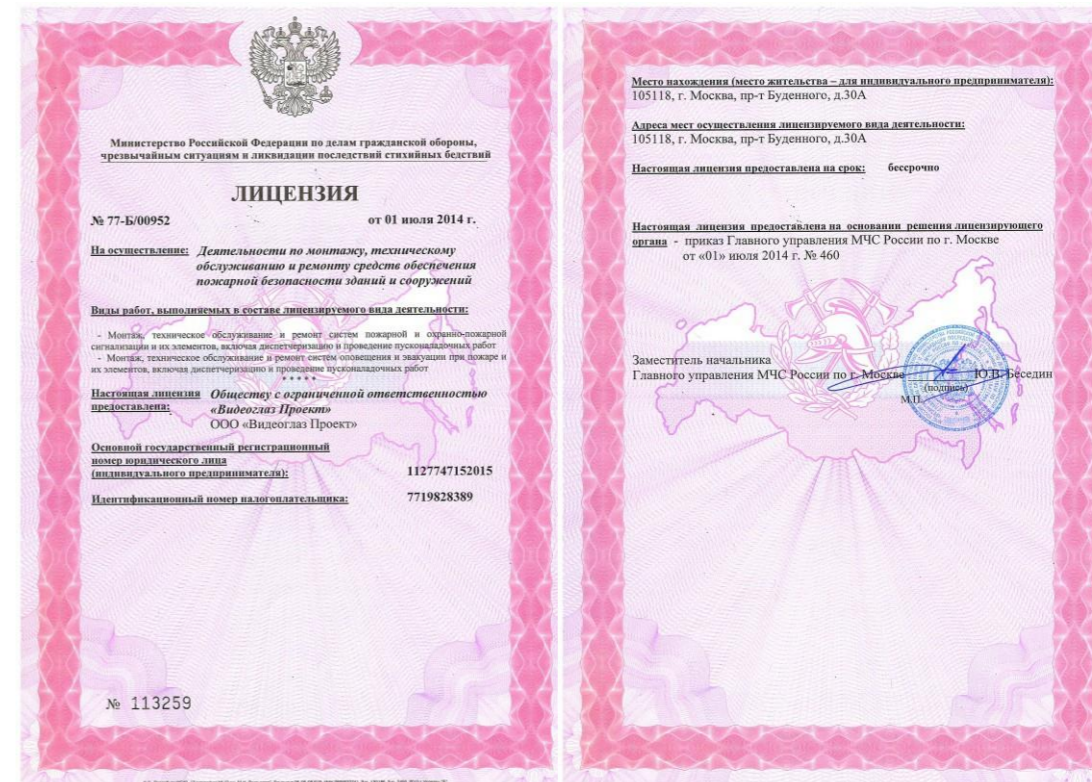 Министерство Российской Федерации по делам гражданской обороны,
чрезвычайным ситуациям и ликвидации последствий стихийных бедствий
ЛИЦЕНЗИЯ
№ 77-Б/00952 от 01 июля 2014 г.
На осуществление: Деятельности по монтажу, техническому
обслуживанию и ремонту средств обеспечения
пожарной безопасности зданий и сооружений
Виды работ, выполняемых в составе лицензируемого вида деятельности:
- Монтаж, техническое обслуживание и ремонт систем пожарной и охранно-пожарной
сигнализации и их элементов, включая диспетчеризацию и проведение пусконаладочных работ
- Монтаж, техническое обслуживание и ремонт систем оповещения и эвакуации при пожаре и
их элементов, включая диспетчеризацию и проведение пусконаладочных работ
* * * * *
Настоящая лицензия Обществу с ограниченной ответственностью
предоставлена: «Видеоглаз Проект»
ООО «Видеоглаз Проект»
Основной государственный регистрационный
номер юридического лица
(индивидуального предпринимателя): 1127747152015
Идентификационный номер налогоплательщика: 7719828389
№ 113259
Место нахождения (место жительства – для индивидуального предпринимателя):
105118, г. Москва, пр-т Буденного, д.30А
Адреса мест осуществления лицензируемого вида деятельности:
105118, г. Москва, пр-т Буденного, д.30А
Настоящая лицензия предоставлена на срок: бессрочно
Настоящая лицензия предоставлена на основании решения лицензирующего
органа - приказ Главного управления МЧС России по г. Москве
от «01» июля 2014 г. № 460
Заместитель начальника
Главного управления МЧС России по г. Москве Ю.В. Беседин
(подпись)
М.П.